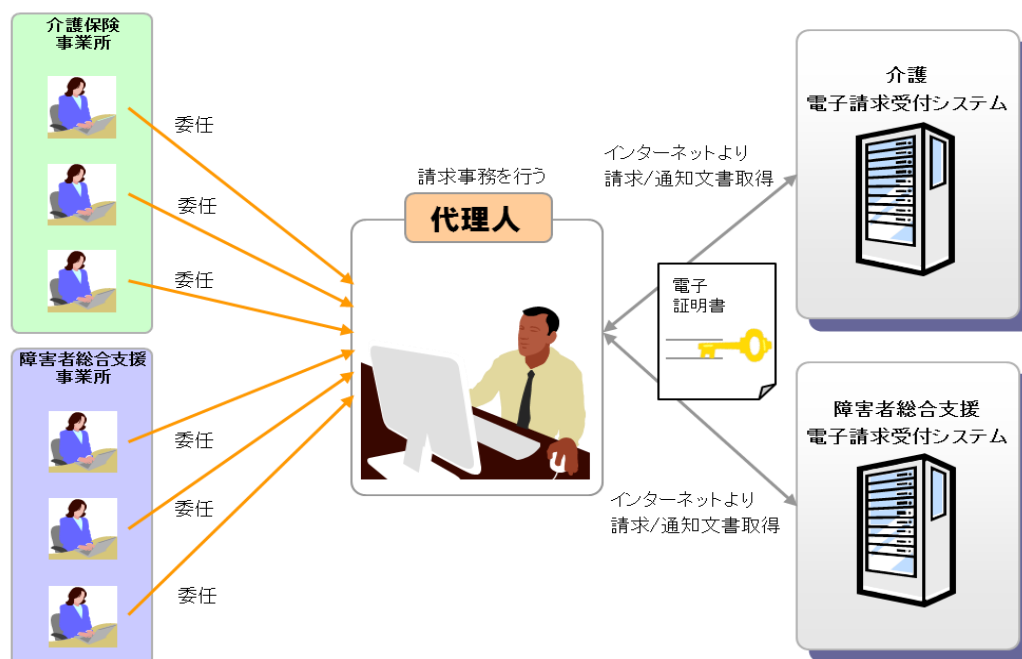 介護保険
事業所
委任
委任
委任
障害者総合支援
事業所
委任
委任
委任
請求事務を行う
代理人
インターネットより
請求/通知文書取得
電子
証明書
インターネットより
請求/通知文書取得
介護
電子請求受付システム
障害者総合支援
電子請求受付システム